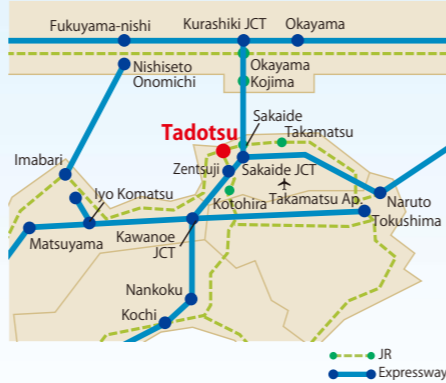 Fukuyama-nishi
Kurashiki JCT
Okayama
Nishiseto
Onomichi
Okayama
Kojima
Sakaide
Takamatsu
Tadotsu
Imabari
Zentsuji
Sakaide JCT
Iyo Komatsu
Kotohira
Takamatsu Ap.
Naruto
Tokushima
Matsuyama
Kawanoe
JCT
Nankoku
Kochi
JR
Expressway